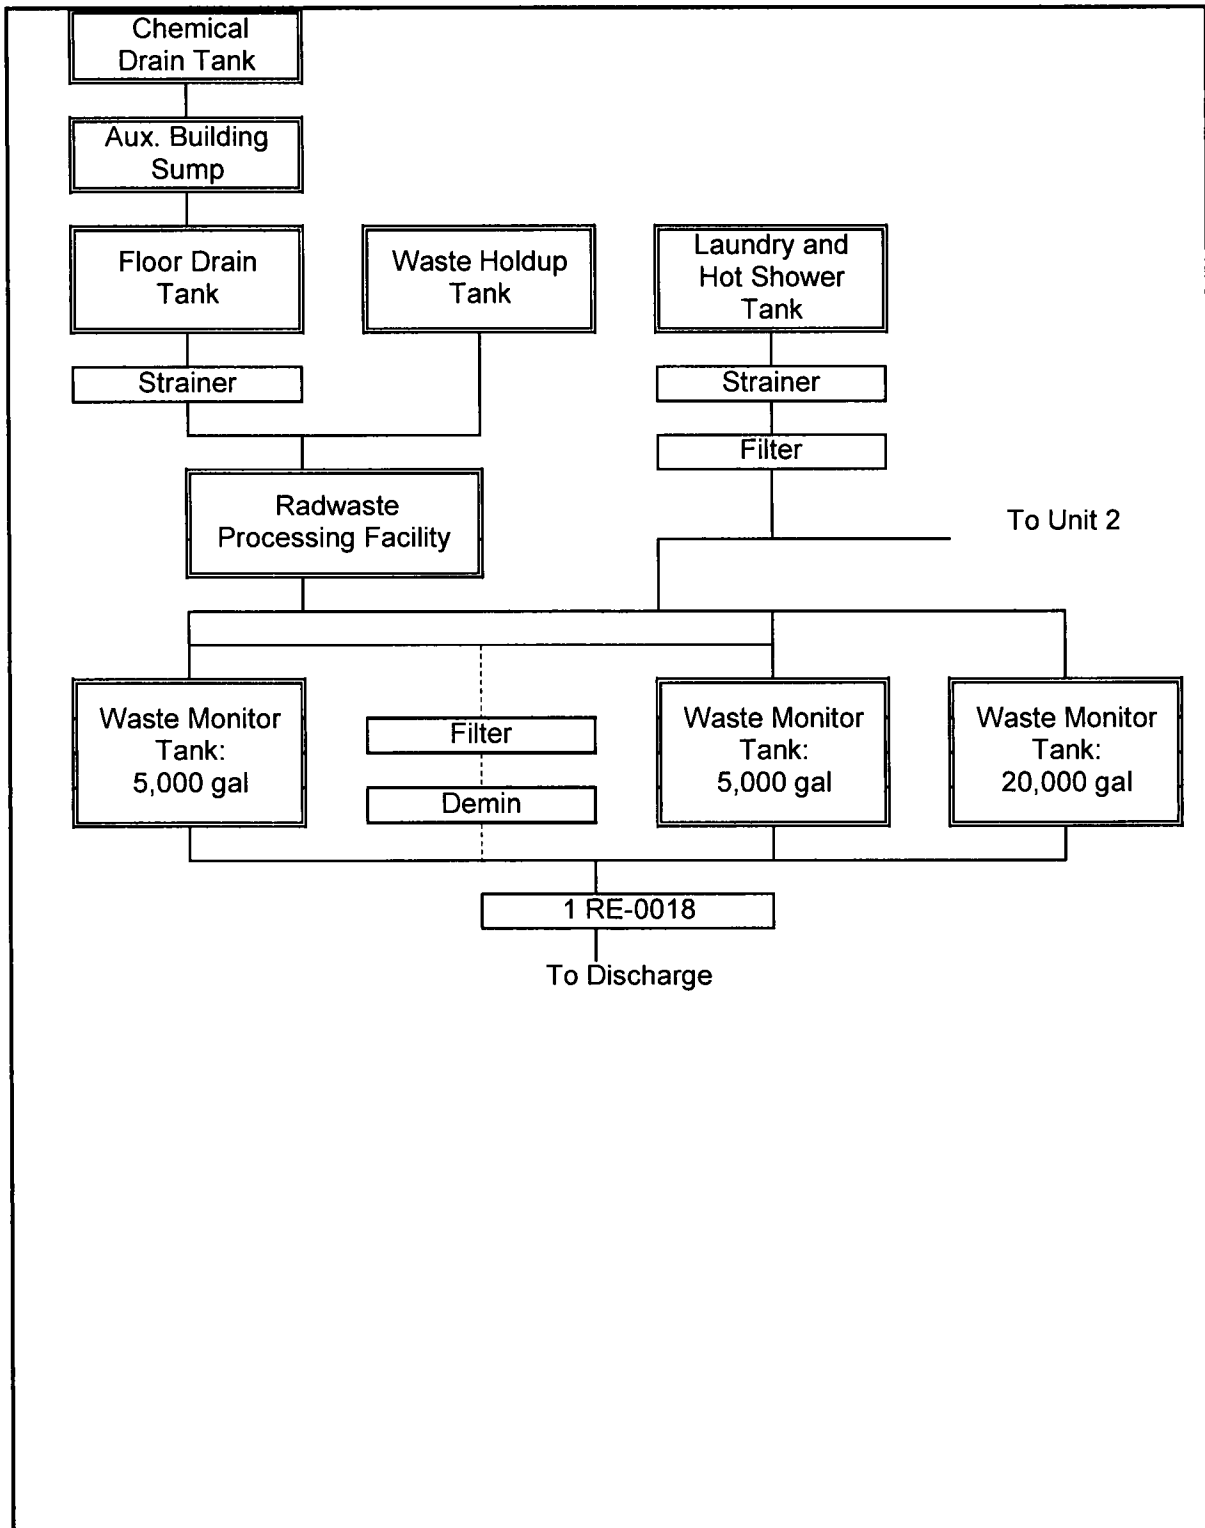 Chemical
Drain Tank
Aux. Building
Sump
Floor Drain
Tank
Waste Holdup
Tank
Laundry and
Hot Shower
Tank
Strainer
Strainer
Filter
Radwaste
Processing Facility
To Unit 2
Waste Monitor
Tank:
5,000 gal
Filter
Demin
Waste Monitor
Tank:
5,000 gal
Waste Monitor
Tank:
20,000 gal
1 RE-0018
To Discharge